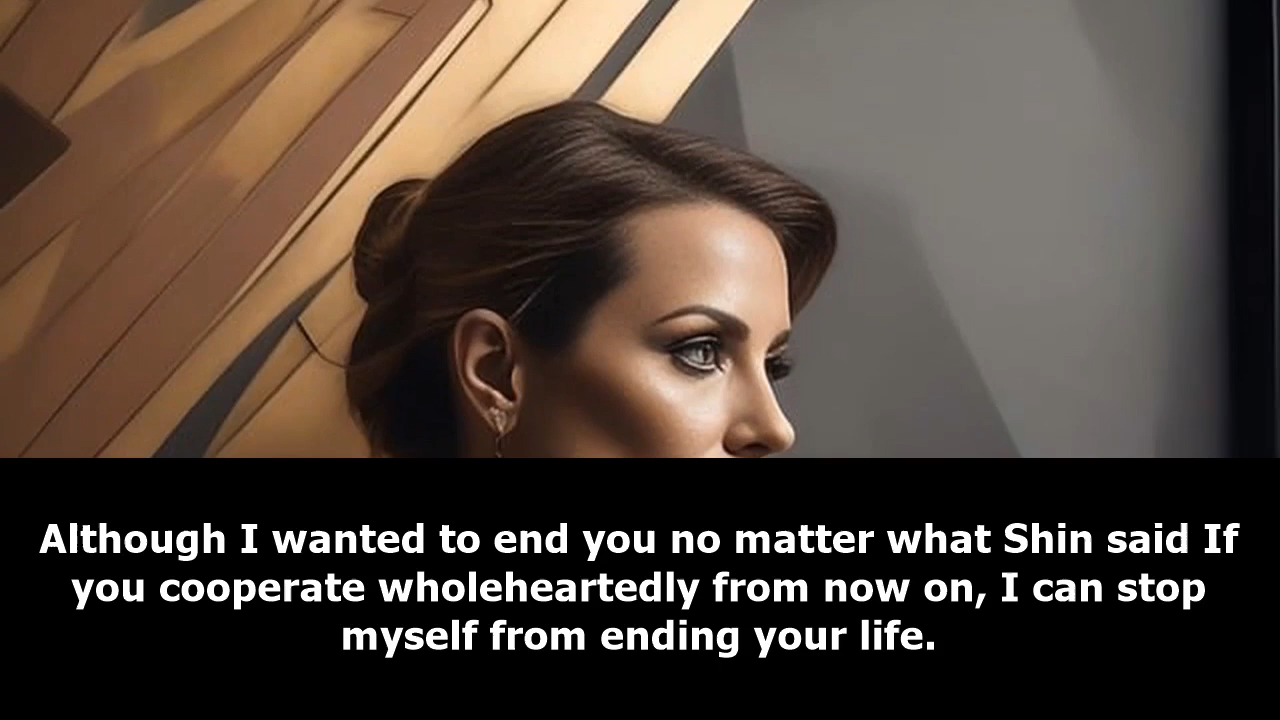 Although I wanted to end you no matter what Shin said If
you cooperate wholeheartedly from now on, I can stop
myself from ending your life.